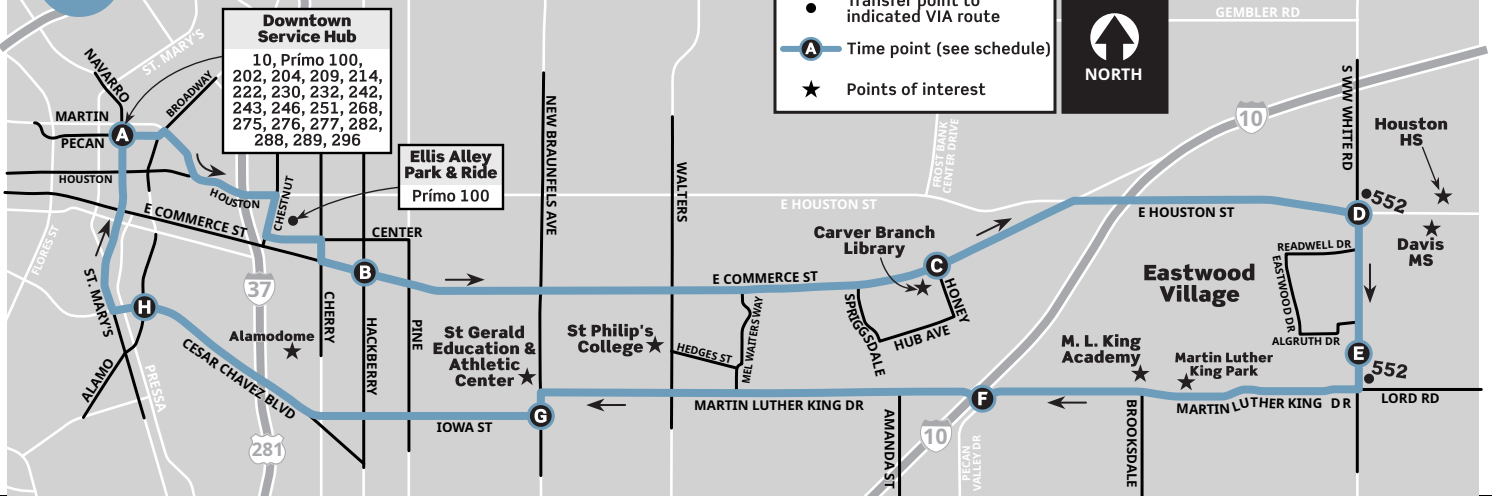 Transfer point to
indicated VIA route
A
Time point (see schedule)
Points of interest
NORTH
GEMBLER RD
Downtown
Service Hub
10, Prímo 100,
202, 204, 209, 214,
222, 230, 232, 242,
243, 246, 251, 268,
275, 276, 277, 282,
288, 289, 296
Ellis Alley
Park & Ride
Prímo 100
NAVARRO
ST. MARY'S
BROADWAY
MARTIN
PECAN
A
HOUSTON
HOUSTON
CHESTNUT
E COMMERCE ST
CENTER
FLORES ST
ST. MARY'S
H
B
37
NEW BRAUNFELS AVE
WALTERS
FROST BANK
CENTER DRIVE
E HOUSTON ST
E HOUSTON ST
10
S WW WHITE RD
Houston
HS
552
D
Davis
MS
Carver Branch
Library
C
E COMMERCE ST
READWELL DR
EASTWOOD DR
Eastwood
Village
ALGRUTH DR
E
552
LORD RD
CHERRY
HACKBERRY
PINE
Alamodome
CESAR CHAVEZ BLVD
ALAMO
PRESSA
281
St Gerald
Education &
Athletic
Center
St Philip's
College
HEDGES ST
MEL WAITERS WAY
SPRIGGSDALE
HUB AVE
HONEY
M. L. King
Academy
Martin Luther
King Park
G
IOWA ST
MARTIN LUTHER KING DR
F
MARTIN LUTHER KING DR
AMANDA ST
10
PECAN
VALLEY DR
BROOKSDALE